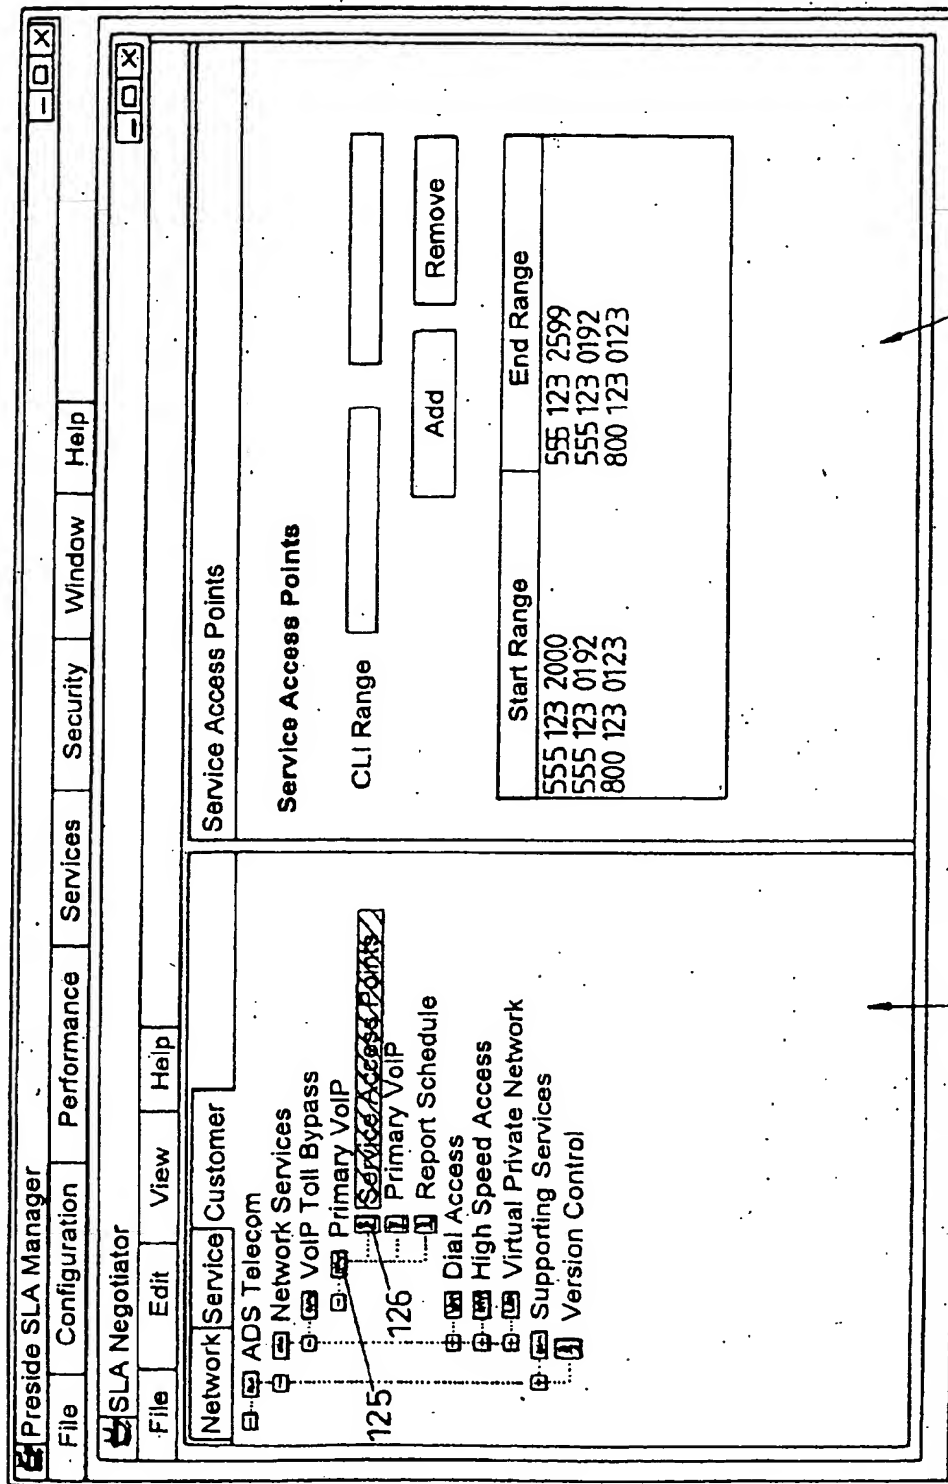 Preside SLA Manager
File Configuration Performance Services Security Window Help
SLA Negotiator
File Edit View Help
Network Service Customer
ADS Telecom
Network Services
VoIP Toll Bypass
Primary VoIP
Service Access Points
Primary VoIP
Report Schedule
Dial Access
High Speed Access
Virtual Private Network
Supporting Services
Version Control
125
126
Service Access Points
Service Access Points
CLI Range
Add Remove
Start Range End Range
555 123 2000 555 123 2599
555 123 0192 555 123 0192
800 123 0123 800 123 0123